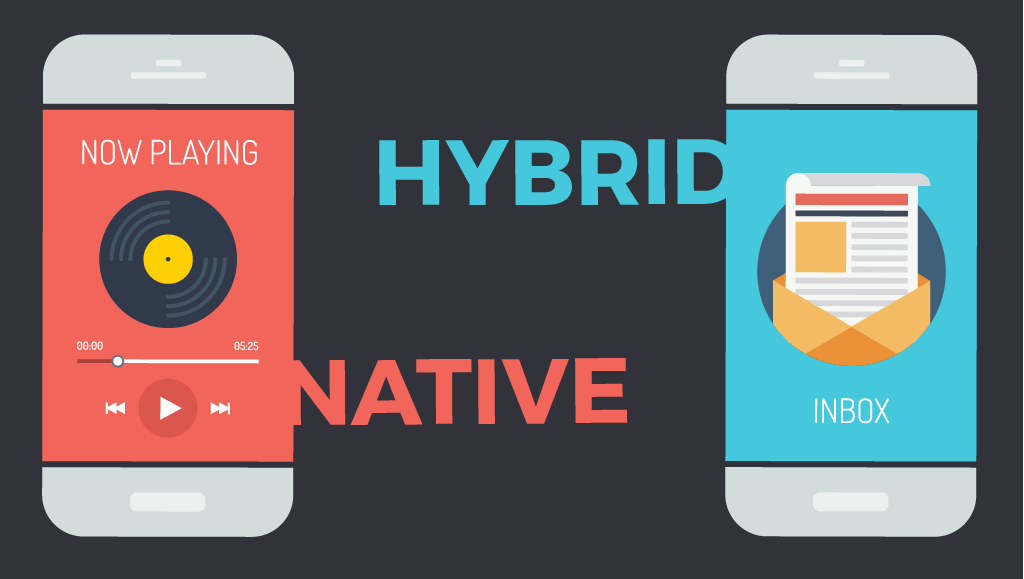 NOW PLAYING
00:00 05:25
HYBRID
NATIVE
INBOX